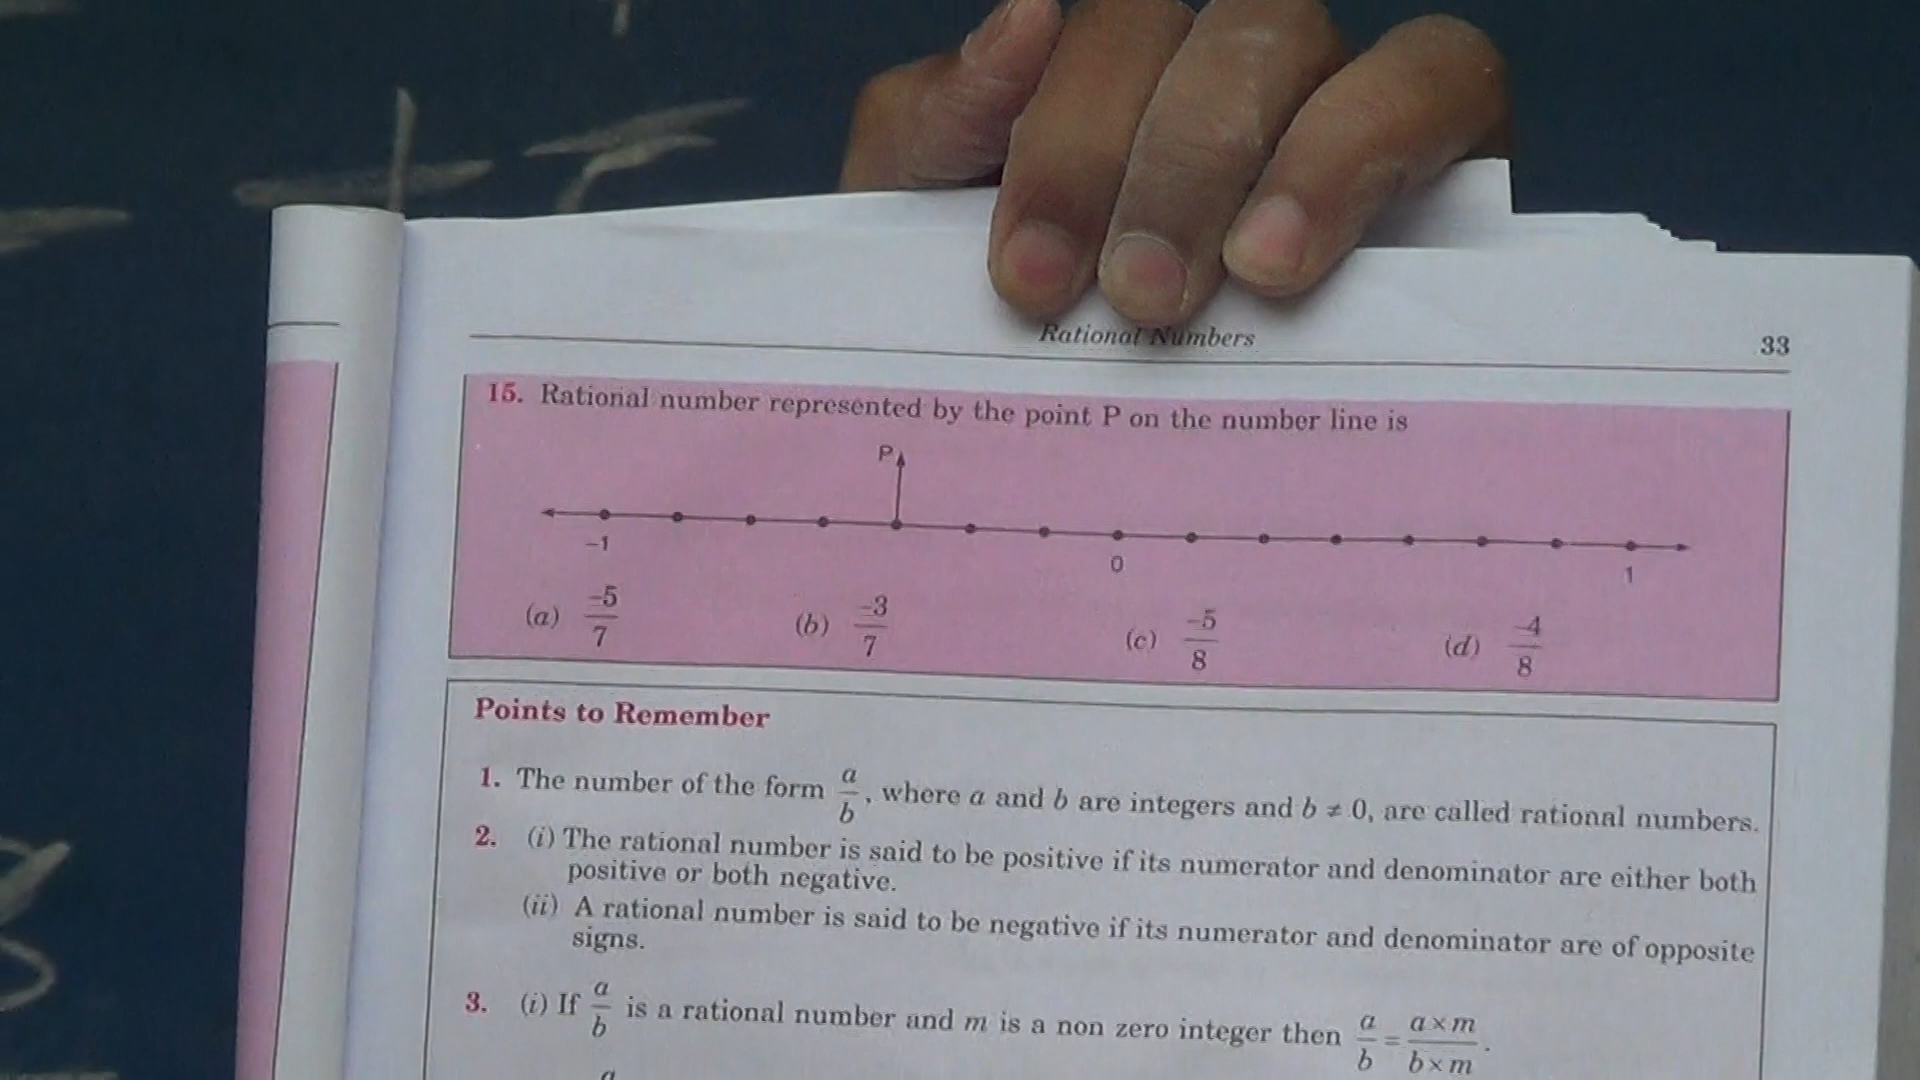 Rational Numbers 33
15. Rational number represented by the point P on the number line is
P
-1 0 1
(a) -5/7 (b) -3/7 (c) -5/8 (d) -4/8
Points to Remember
1. The number of the form a/b, where a and b are integers and b ≠ 0, are called rational numbers.
2. (i) The rational number is said to be positive if its numerator and denominator are either both
positive or both negative.
(ii) A rational number is said to be negative if its numerator and denominator are of opposite
signs.
3. (i) If a/b is a rational number and m is a non zero integer then a/b = a×m/b×m.